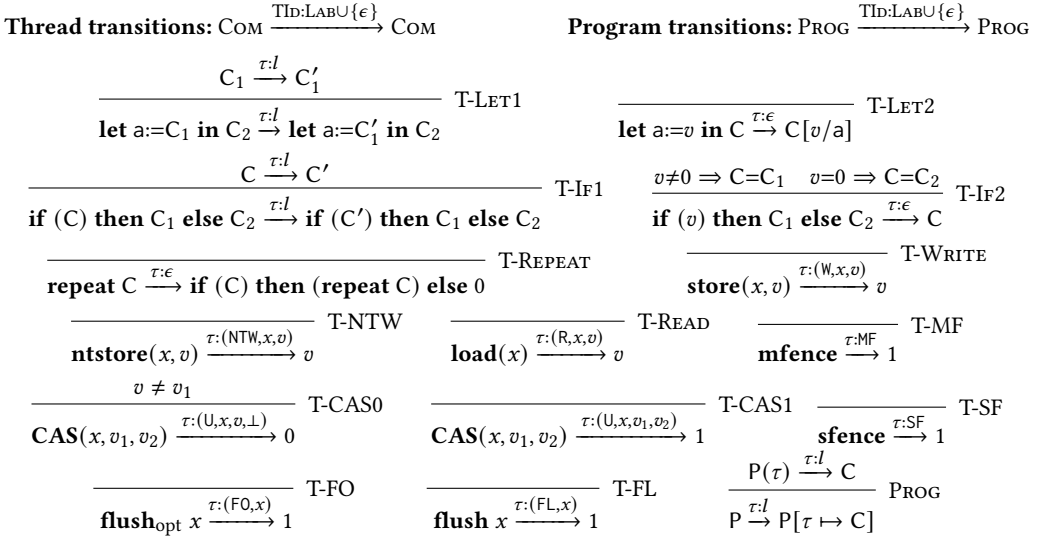 Thread transitions: Com —TId:Lab∪{ϵ}→ Com    Program transitions: Prog —TId:Lab∪{ϵ}→ Prog
C₁ —τ:l→ C₁′
T-Let1    T-Let2
let a:=C₁ in C₂ —τ:l→ let a:=C₁′ in C₂    let a:=v in C —τ:ϵ→ C[v/a]
C —τ:l→ C′    v≠0 ⇒ C=C₁    v=0 ⇒ C=C₂
T-If1    T-If2
if (C) then C₁ else C₂ —τ:l→ if (C′) then C₁ else C₂    if (v) then C₁ else C₂ —τ:ϵ→ C
T-Repeat    T-Write
repeat C —τ:ϵ→ if (C) then (repeat C) else 0    store(x, v) —τ:(W,x,v)→ v
T-NTW    T-Read    T-MF
ntstore(x, v) —τ:(NTW,x,v)→ v    load(x) —τ:(R,x,v)→ v    mfence —τ:MF→ 1
v ≠ v₁
T-CAS0    T-CAS1    T-SF
CAS(x, v₁, v₂) —τ:(U,x,v,⊥)→ 0    CAS(x, v₁, v₂) —τ:(U,x,v₁,v₂)→ 1    sfence —τ:SF→ 1
P(τ) —τ:l→ C
T-FO    T-FL    Prog
flush_opt x —τ:(FO,x)→ 1    flush x —τ:(FL,x)→ 1    P —τ:l→ P[τ ↦ C]